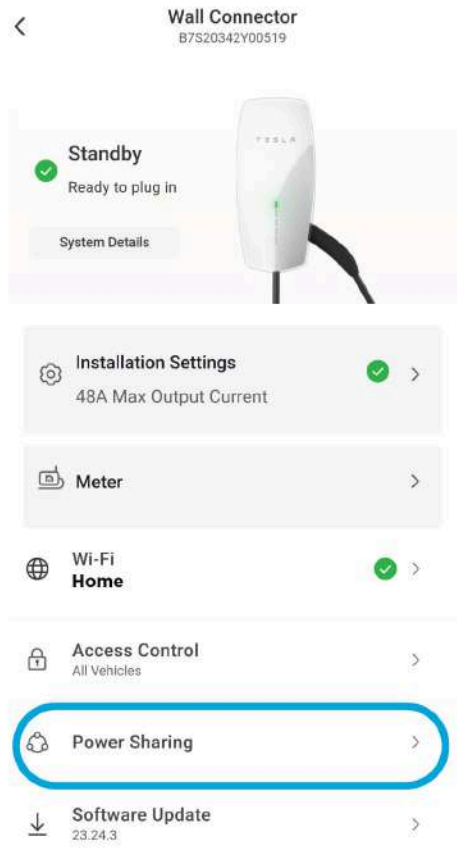 Wall Connector
B7S20342Y00519
TESLA
Standby
Ready to plug in
System Details
Installation Settings
48A Max Output Current
Meter
Wi-Fi
Home
Access Control
All Vehicles
Power Sharing
Software Update
23.24.3